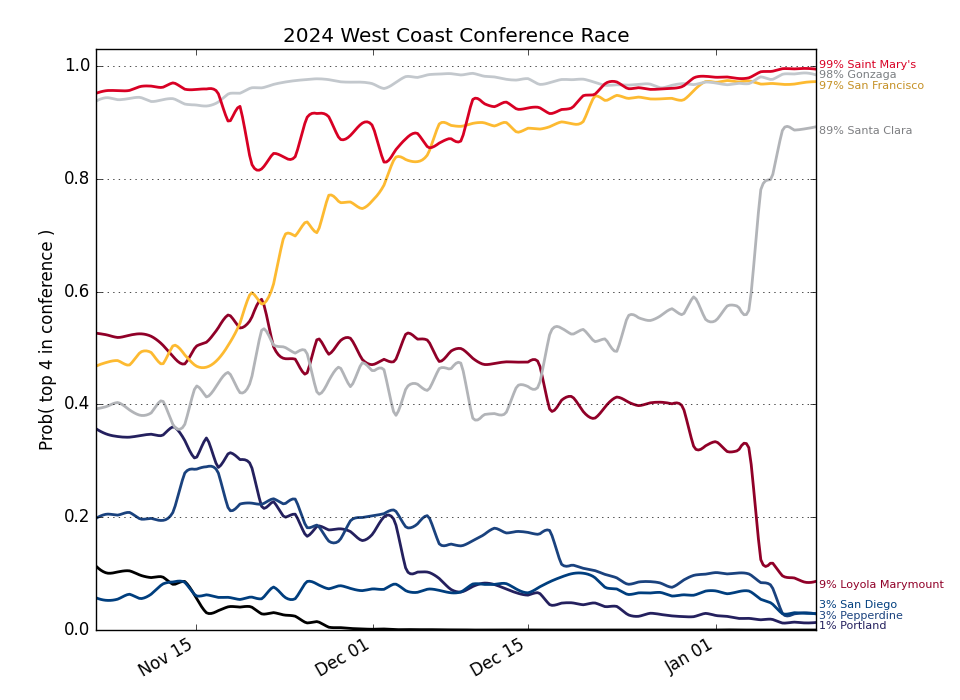 2024 West Coast Conference Race
Prob( top 4 in conference )
1.0
0.8
0.6
0.4
0.2
0.0
Nov 15
Dec 01
Dec 15
Jan 01
99% Saint Mary's
98% Gonzaga
97% San Francisco
89% Santa Clara
9% Loyola Marymount
3% San Diego
3% Pepperdine
1% Portland